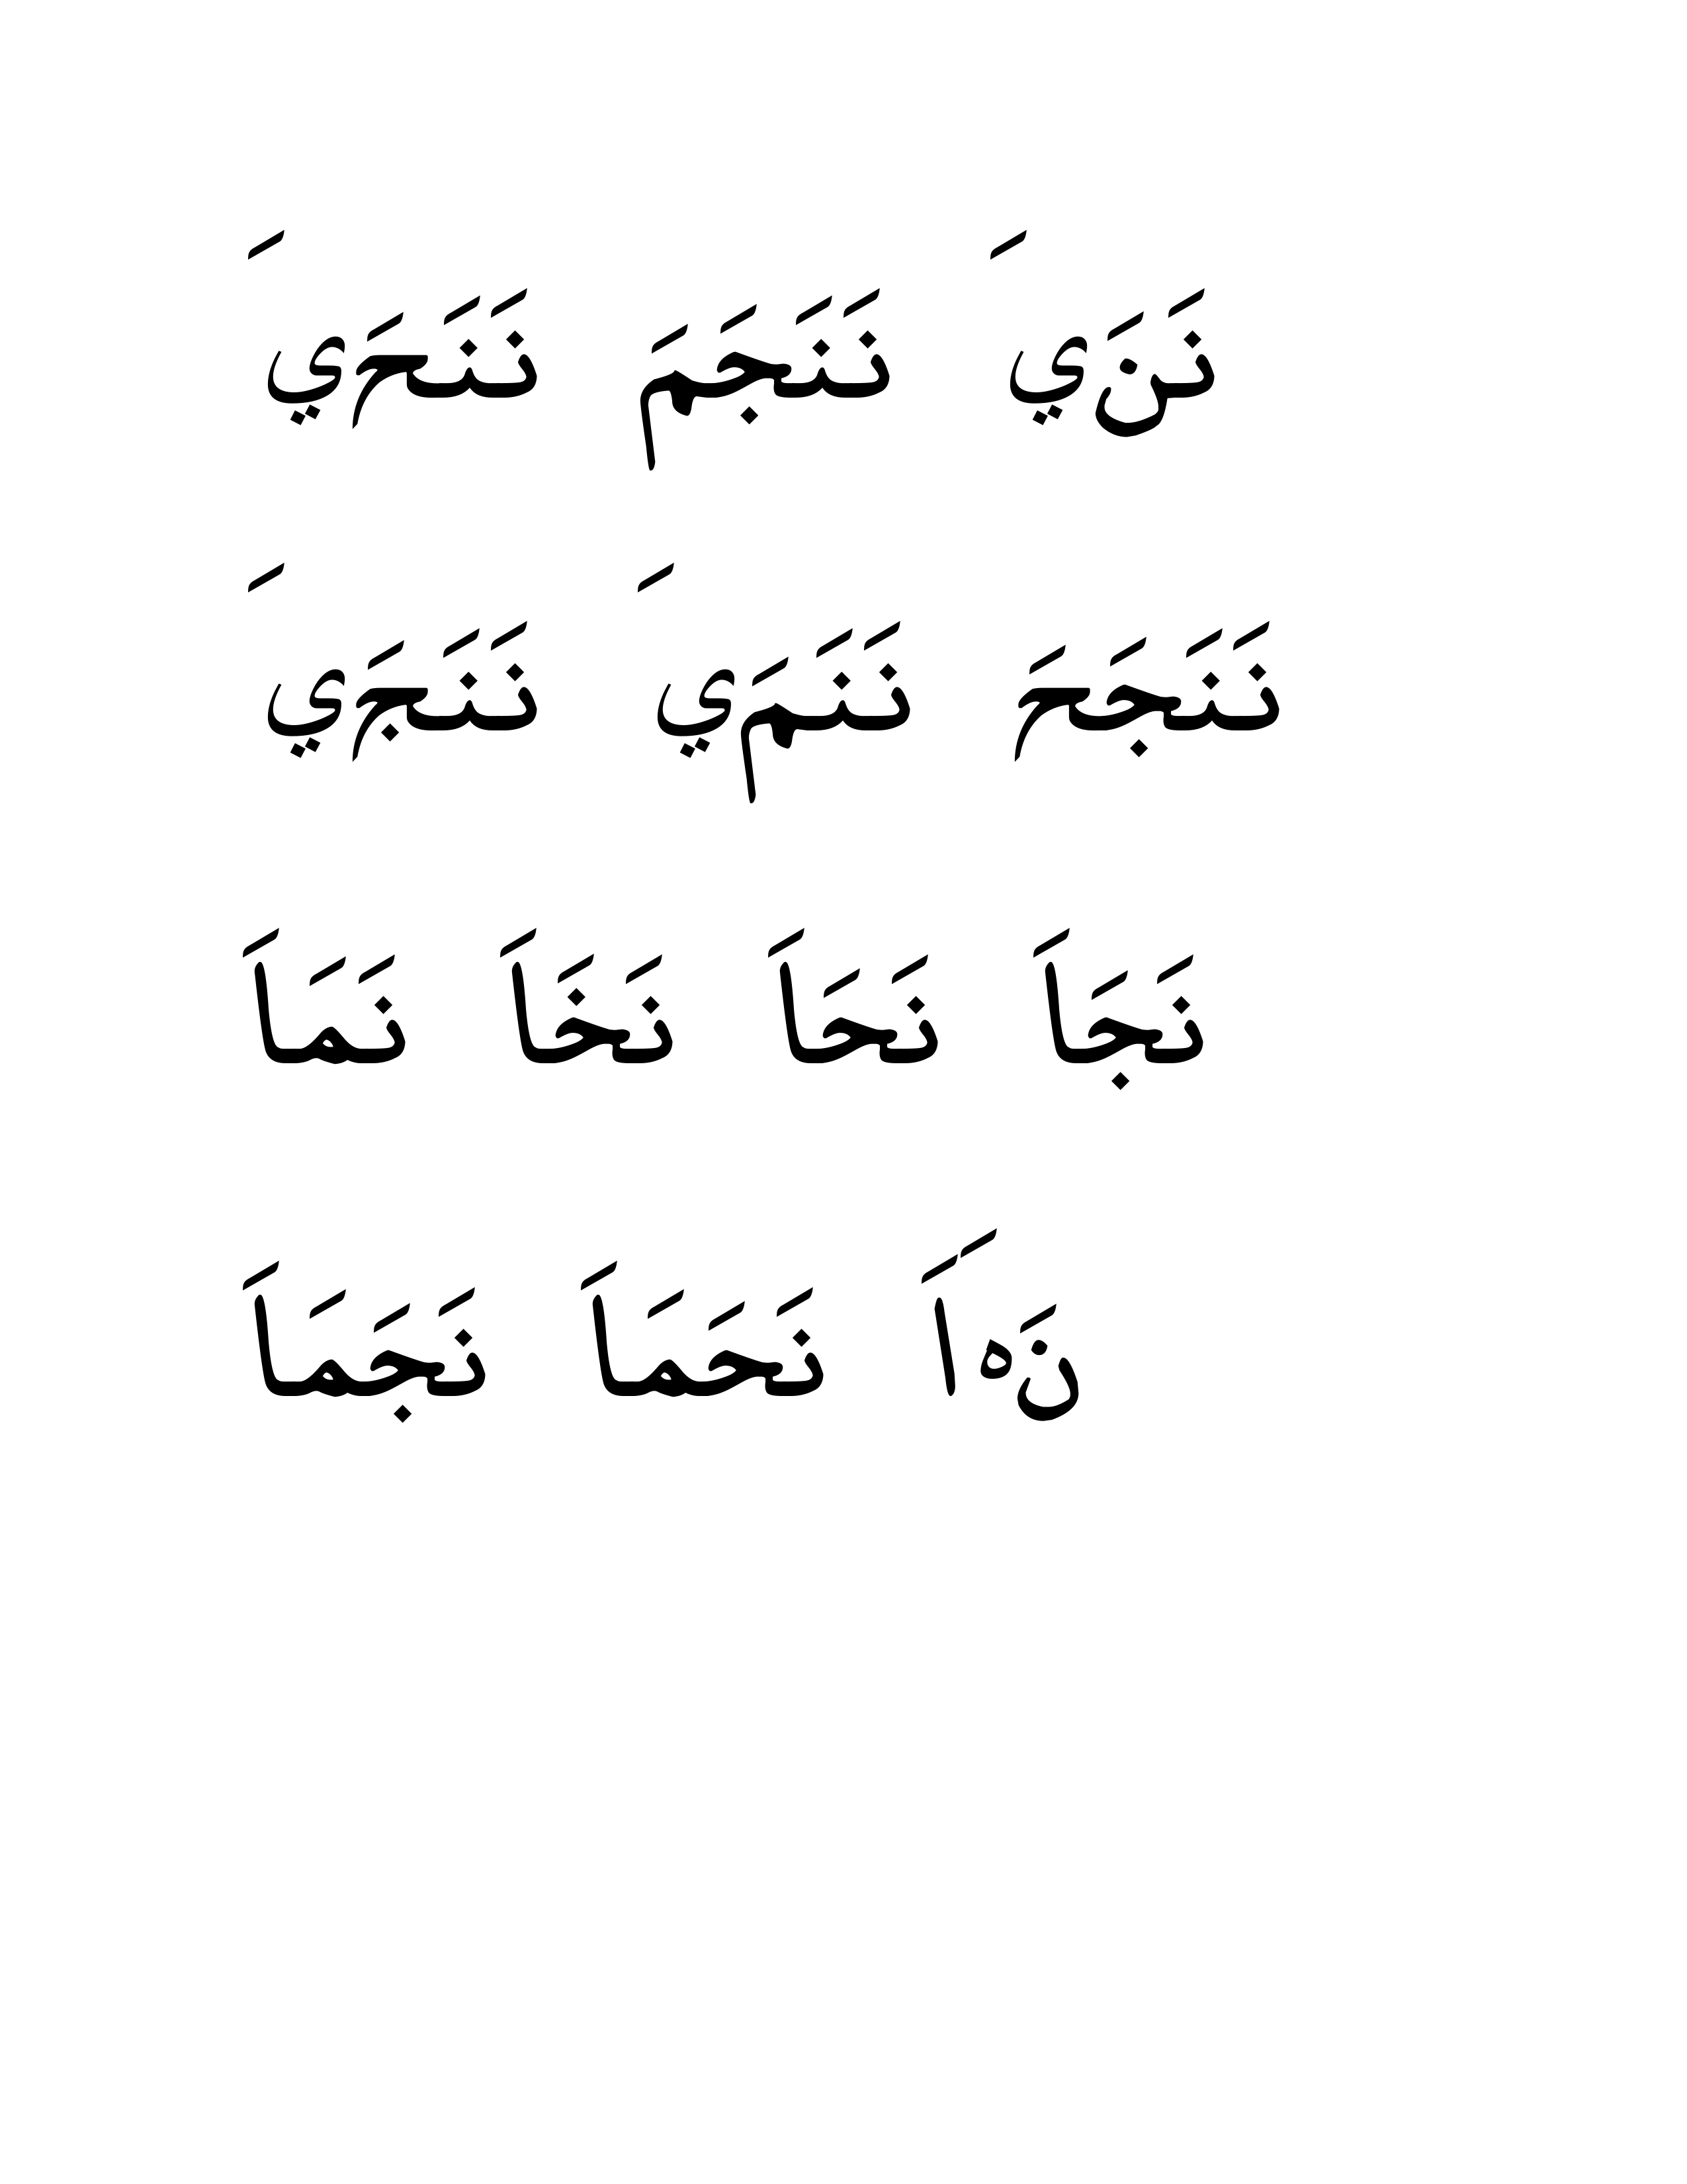 نَنَيَ نَنَجَمَ نَنَحَيَ
نَنَجَحَ نَنَمَيَ نَنَجَيَ
نَجَاَ نَحَاَ نَخَاَ نَمَاَ
نَهَاَ نَحَمَاَ نَجَمَاَ